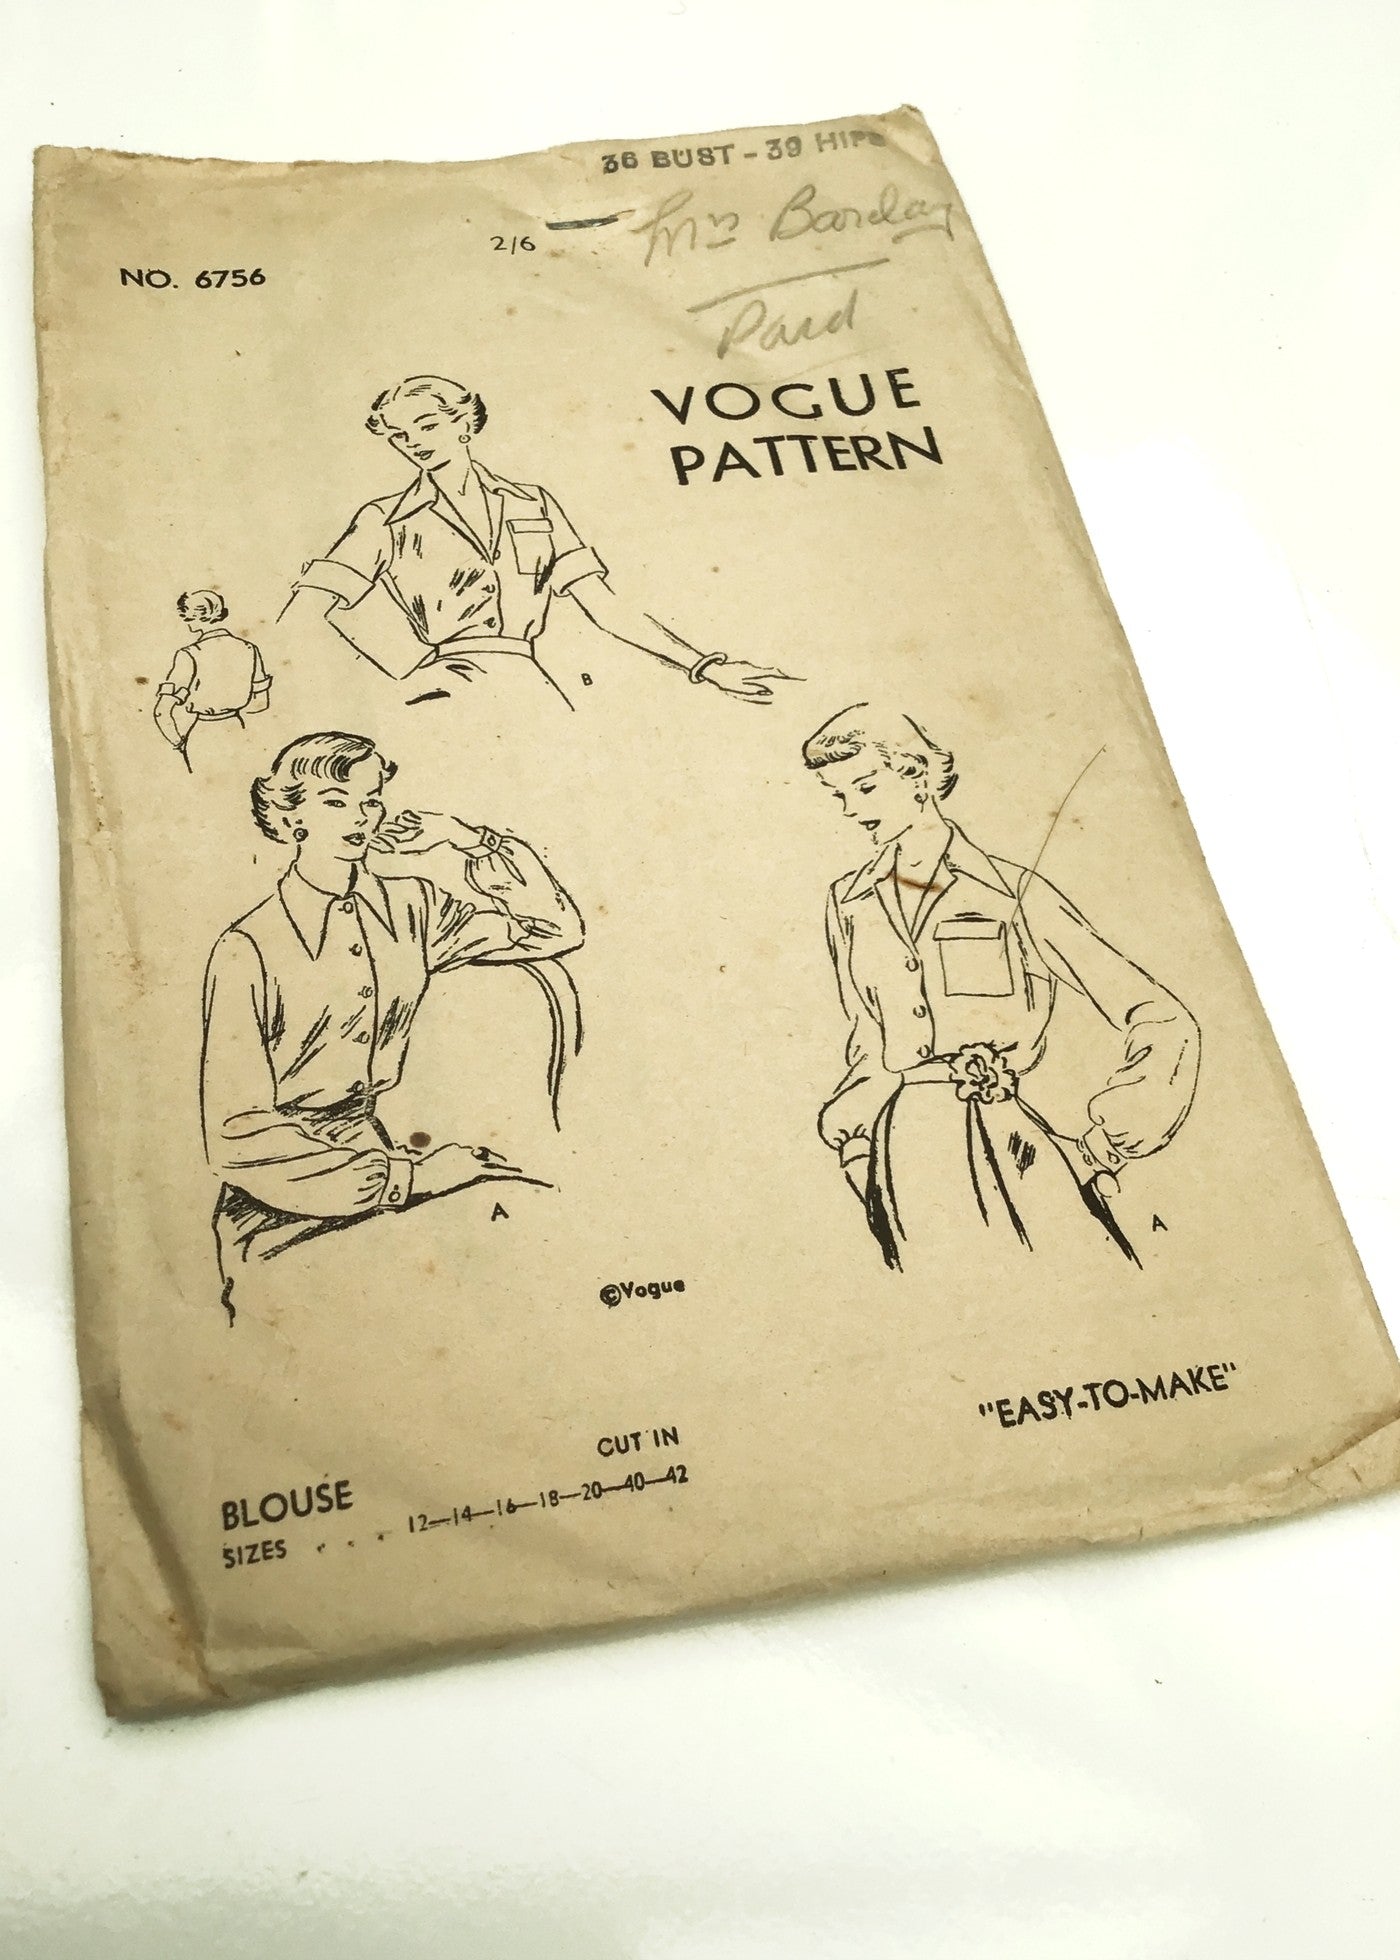 36 BUST - 39 HIPS
2/6
Mrs Barclay
NO. 6756
Paid
VOGUE
PATTERN
B
A
A
©Vogue
"EASY-TO-MAKE"
CUT IN
BLOUSE
SIZES . . . . 12—14—16—18—20—40—42